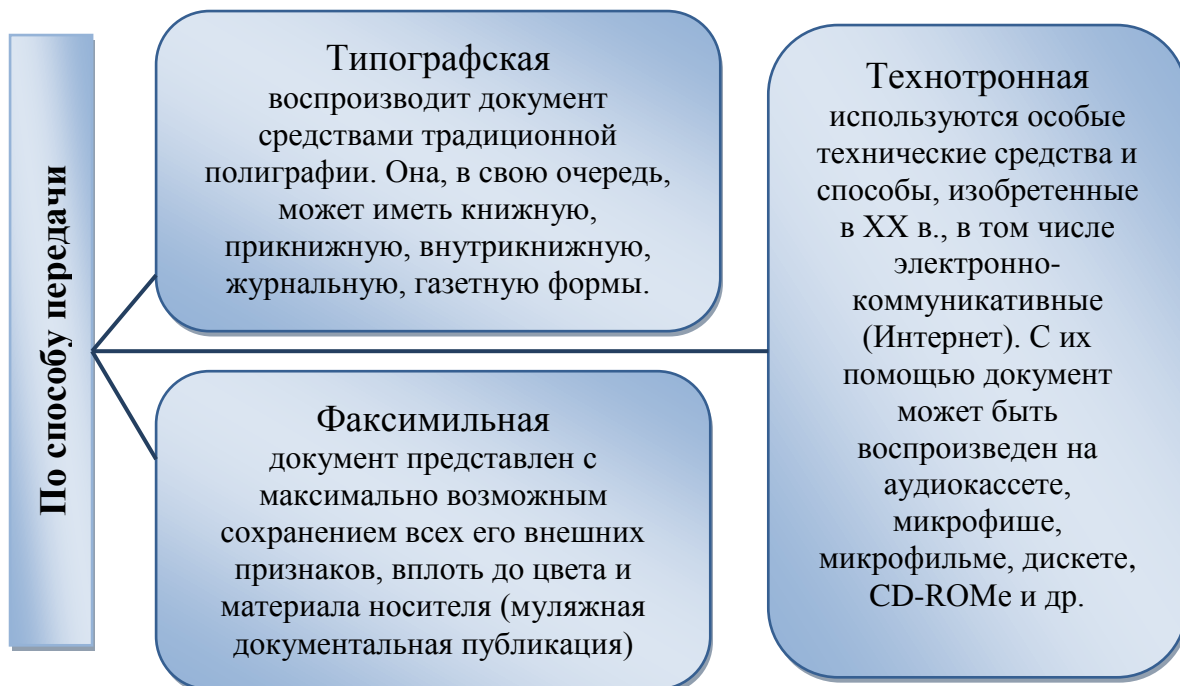 По способу передачи
Типографская
воспроизводит документ
средствами традиционной
полиграфии. Она, в свою очередь,
может иметь книжную,
прикнижную, внутрикнижную,
журнальную, газетную формы.
Факсимильная
документ представлен с
максимально возможным
сохранением всех его внешних
признаков, вплоть до цвета и
материала носителя (муляжная
документальная публикация)
Технотронная
используются особые
технические средства и
способы, изобретенные
в XX в., в том числе
электронно-
коммуникативные
(Интернет). С их
помощью документ
может быть
воспроизведен на
аудиокассете,
микрофише,
микрофильме, дискете,
CD-ROMе и др.